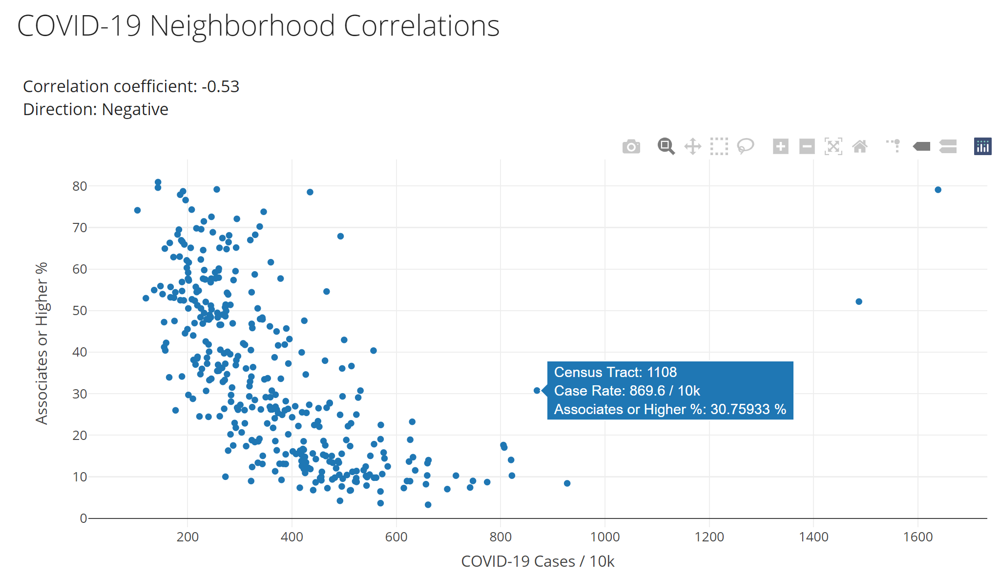 COVID-19 Neighborhood Correlations
Correlation coefficient: -0.53
Direction: Negative
80
70
60
50
40
30
20
10
0
Associates or Higher %
Census Tract: 1108
Case Rate: 869.6 / 10k
Associates or Higher %: 30.75933 %
200 400 600 800 1000 1200 1400 1600
COVID-19 Cases / 10k